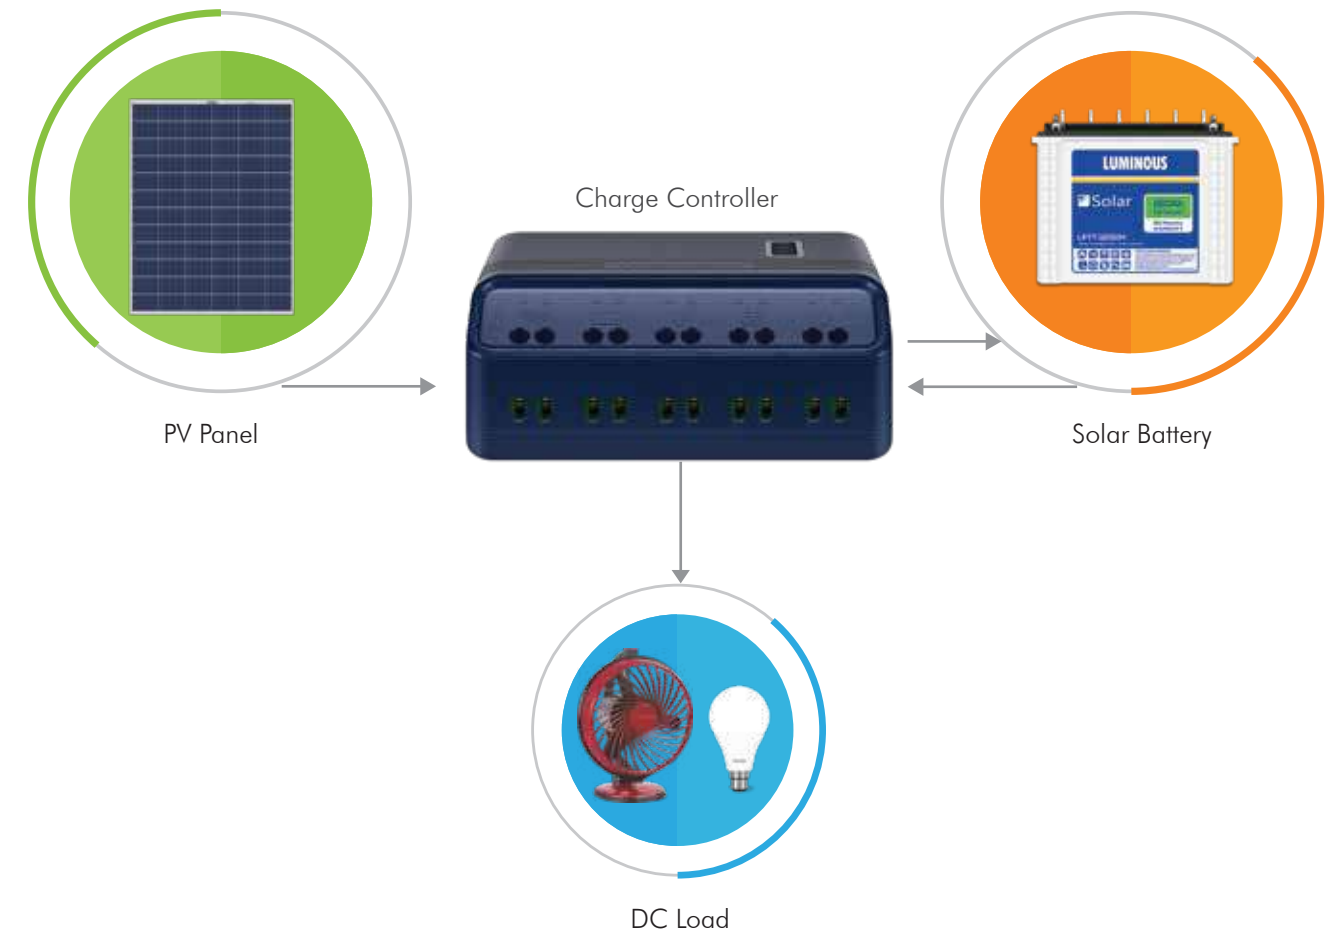 Charge Controller
PV Panel
LUMINOUS
Solar
Solar Battery
DC Load